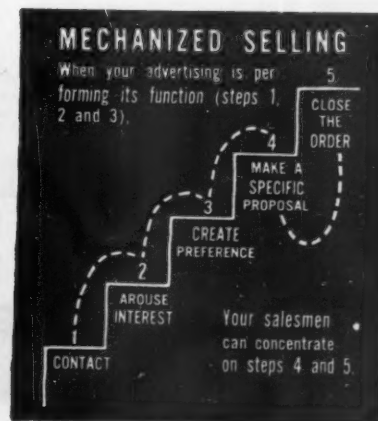 MECHANIZED SELLING
When your advertising is per
forming its function (steps 1,
2 and 3),
5
CLOSE
THE
ORDER
4
MAKE A
SPECIFIC
PROPOSAL
3
CREATE
PREFERENCE
2
AROUSE
INTEREST
CONTACT
Your salesmen
can concentrate
on steps 4 and 5.